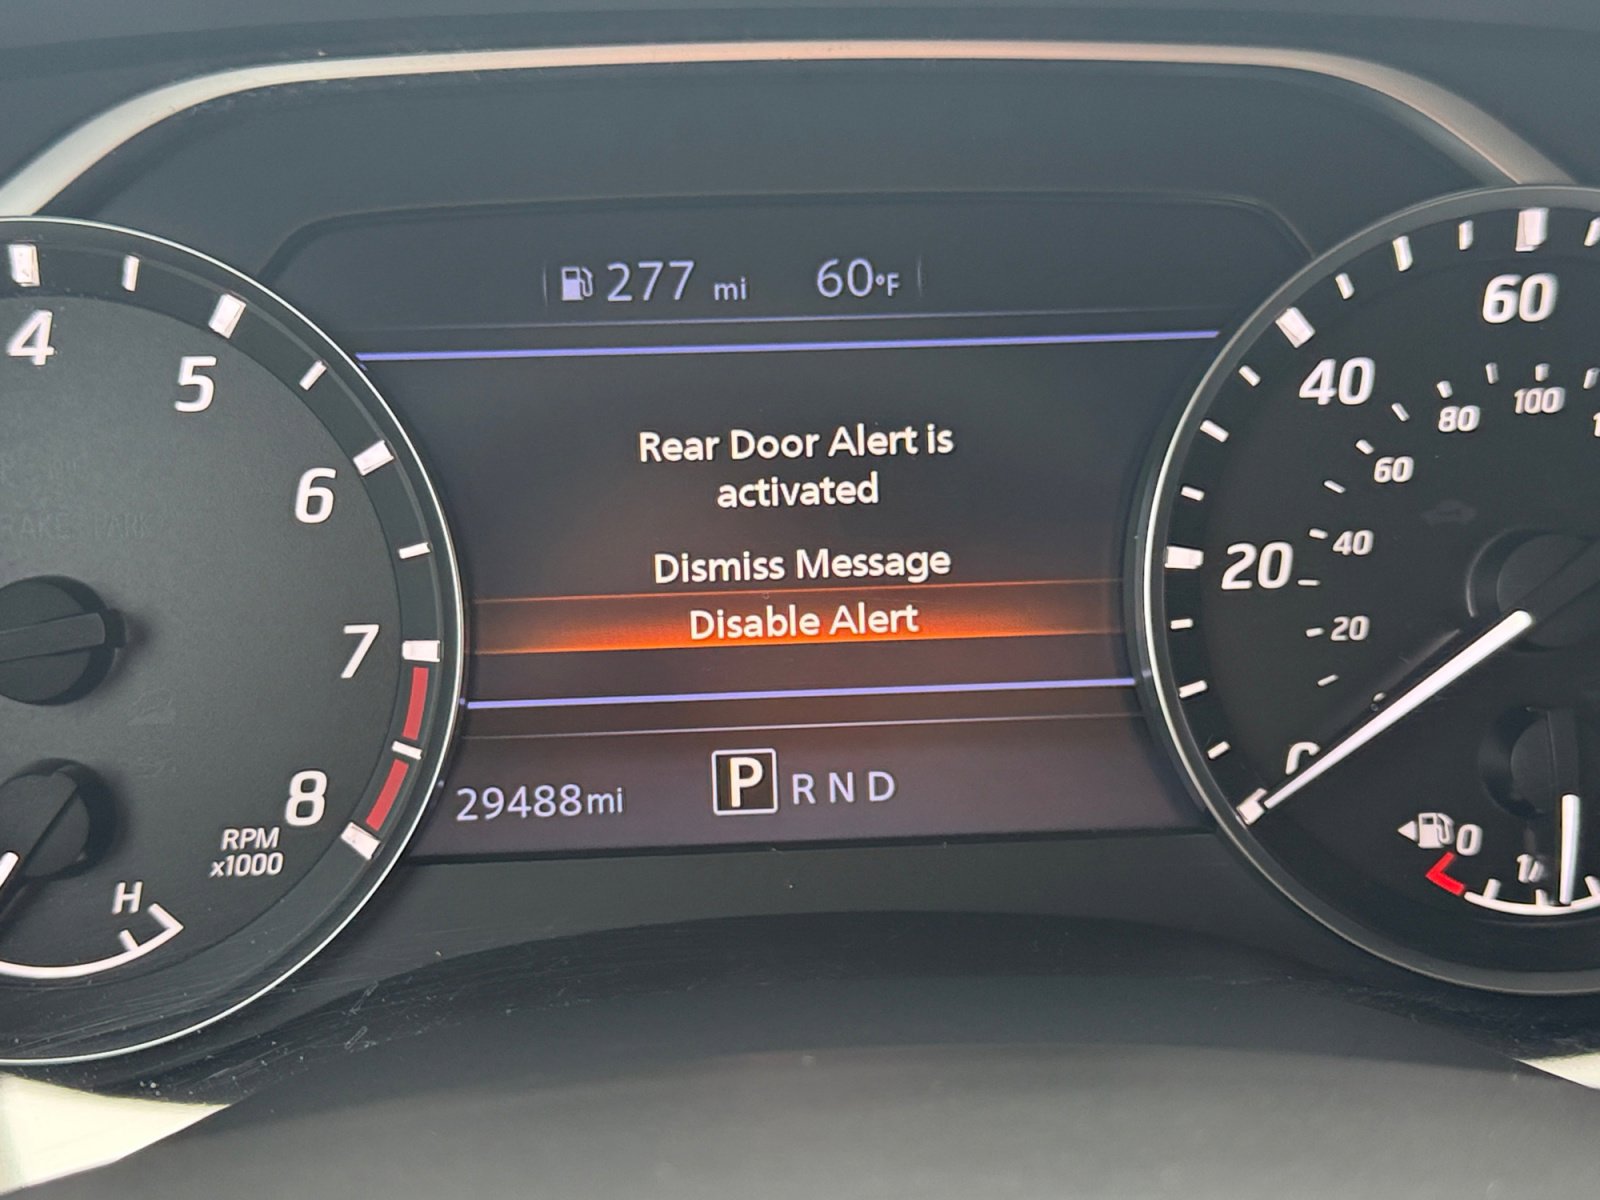 277 mi 60°F
Rear Door Alert is
activated
Dismiss Message
Disable Alert
29488mi P R N D
4
5
6
7
8
RPM
x1000
H
60
40
20
100
80
60
40
20
0